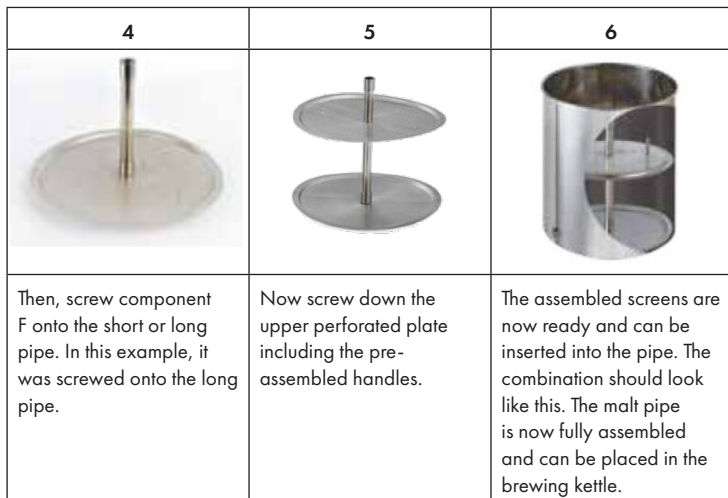 4
5
6
Then, screw component
F onto the short or long
pipe. In this example, it
was screwed onto the long
pipe.
Now screw down the
upper perforated plate
including the pre-
assembled handles.
The assembled screens are
now ready and can be
inserted into the pipe. The
combination should look
like this. The malt pipe
is now fully assembled
and can be placed in the
brewing kettle.